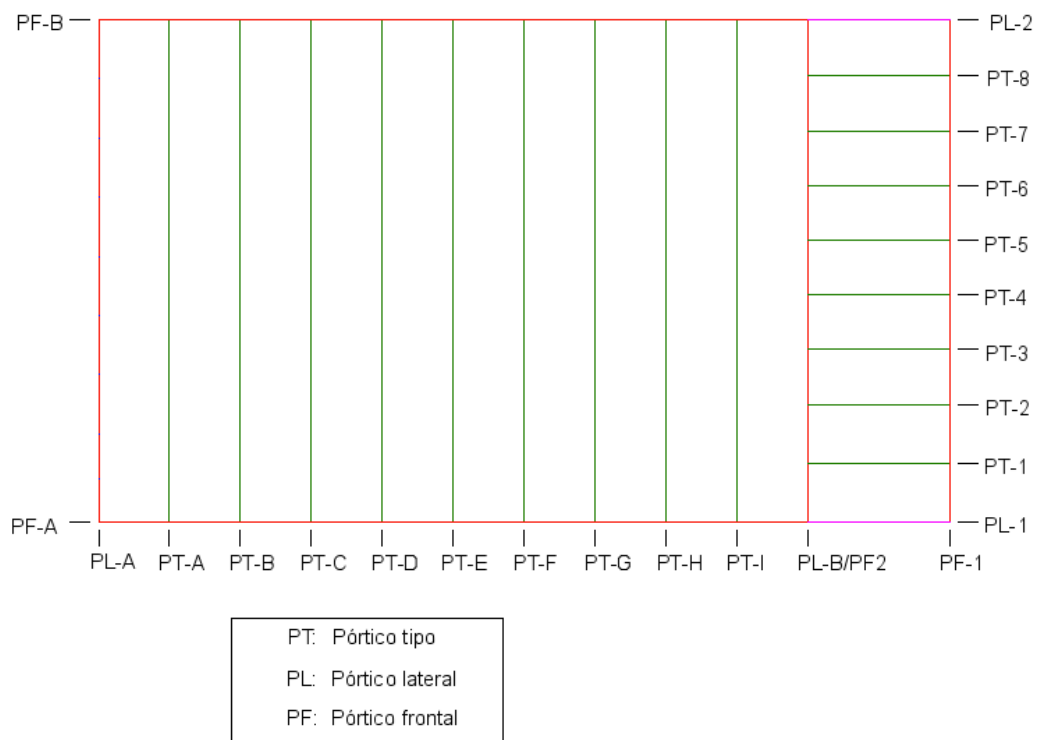 PF-B
PL-2
PT-8
PT-7
PT-6
PT-5
PT-4
PT-3
PT-2
PT-1
PF-A
PL-1
PL-A PT-A PT-B PT-C PT-D PT-E PT-F PT-G PT-H PT-I PL-B/PF2 PF-1
PT: Pórtico tipo
PL: Pórtico lateral
PF: Pórtico frontal